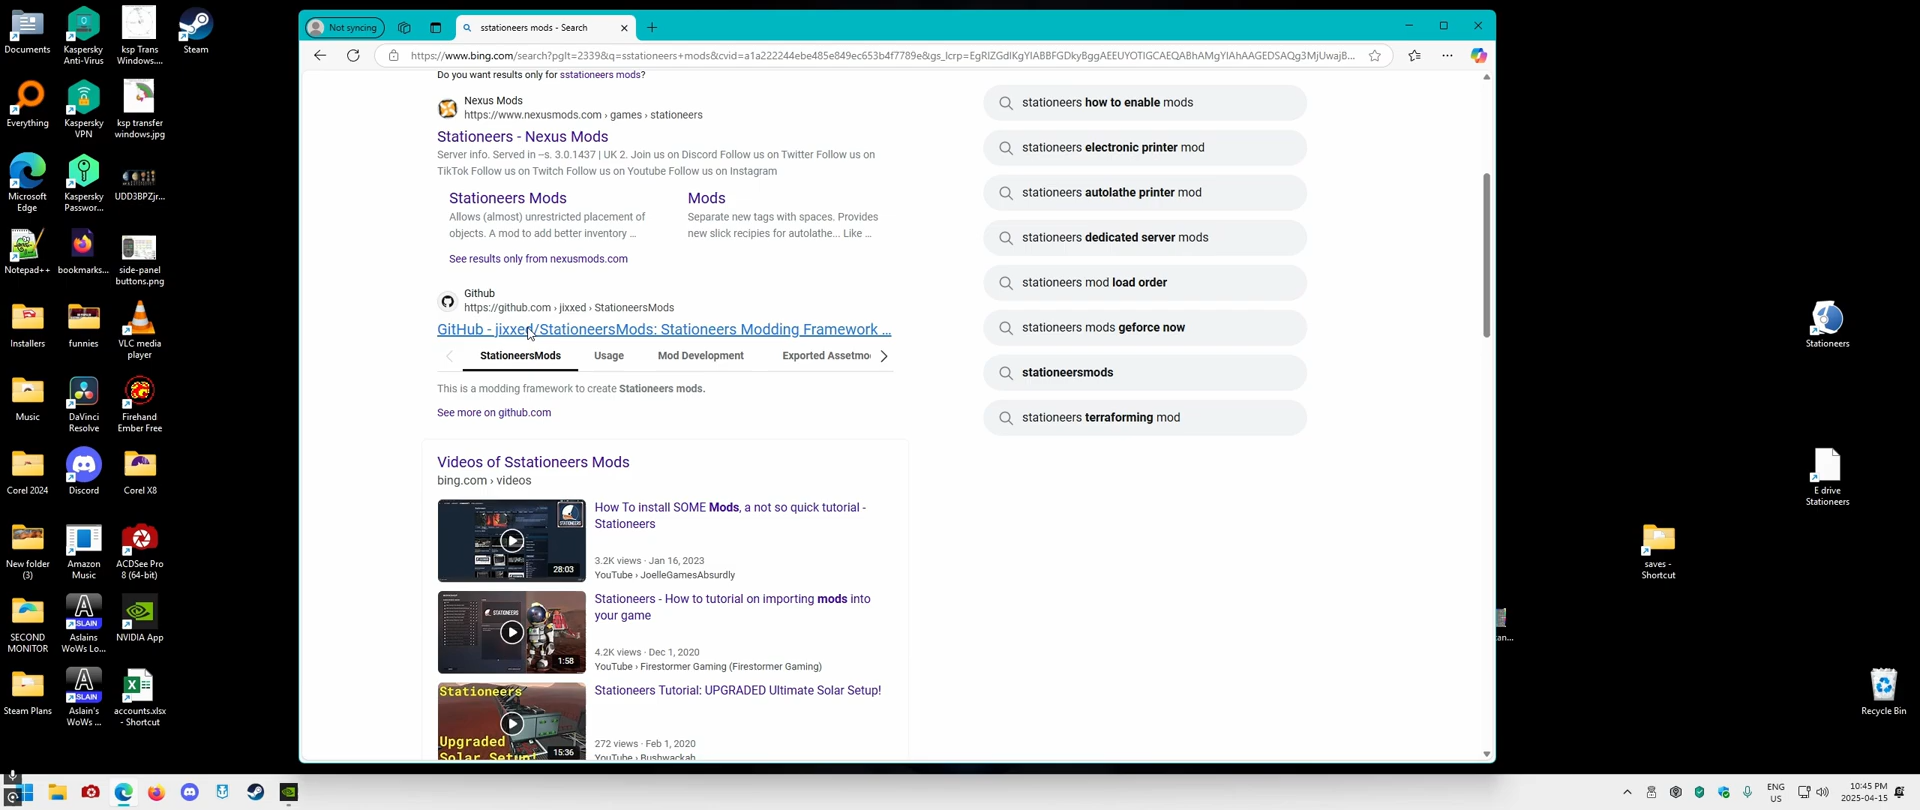 Not syncing
sstationeers mods - Search
https://www.bing.com/search?pglt=2339&q=sstationeers+mods&cvid=a1a222244ebe485e849ec653b4f7789e&gs_lcrp=EgRlZGdlKgYIABBFGDkyBggAEEUYOTIGCAEQABhAMgYIAhAAGEDSAQg3MjUwajB...
Do you want results only for sstationeers mods?
Nexus Mods
https://www.nexusmods.com › games › stationeers
Stationeers - Nexus Mods
Server info. Served in –s. 3.0.1437 | UK 2. Join us on Discord Follow us on Twitter Follow us on
TikTok Follow us on Twitch Follow us on Youtube Follow us on Instagram
Stationeers Mods
Allows (almost) unrestricted placement of
objects. A mod to add better inventory ...
Mods
Separate new tags with spaces. Provides
new slick recipies for autolathe... Like ...
See results only from nexusmods.com
Github
https://github.com › jixxed › StationeersMods
GitHub - jixxed/StationeersMods: Stationeers Modding Framework ...
StationeersMods
Usage
Mod Development
Exported Assetmo
This is a modding framework to create Stationeers mods.
See more on github.com
Videos of Sstationeers Mods
bing.com › videos
28:03
How To install SOME Mods, a not so quick tutorial -
Stationeers
3.2K views · Jan 16, 2023
YouTube › JoelleGamesAbsurdly
STATIONEERS
1:58
Stationeers - How to tutorial on importing mods into
your game
4.2K views · Dec 1, 2020
YouTube › Firestormer Gaming (Firestormer Gaming)
Stationeers
Upgraded
Solar Setup!
15:36
Stationeers Tutorial: UPGRADED Ultimate Solar Setup!
272 views · Feb 1, 2020
YouTube › Bushwackah
stationeers how to enable mods
stationeers electronic printer mod
stationeers autolathe printer mod
stationeers dedicated server mods
stationeers mod load order
stationeers mods geforce now
stationeersmods
stationeers terraforming mod
Documents
Kaspersky
Anti-Virus
ksp Trans
Windows....
Steam
Everything
Kaspersky
VPN
ksp transfer
windows.jpg
Microsoft
Edge
Kaspersky
Passwor...
UDD3BPZjr...
Notepad++
bookmarks...
side-panel
buttons.png
Installers
funnies
VLC media
player
Music
DaVinci
Resolve
Firehand
Ember Free
Corel 2024
Discord
Corel X8
New folder
(3)
Amazon
Music
ACDSee Pro
8 (64-bit)
SECOND
MONITOR
Aslains
WoWs Lo...
NVIDIA App
Steam Plans
Aslain's
WoWs ...
accounts.xlsx
- Shortcut
Stationeers
E drive
Stationeers
saves -
Shortcut
an...
Recycle Bin
ENG
US
10:45 PM
2025-04-15